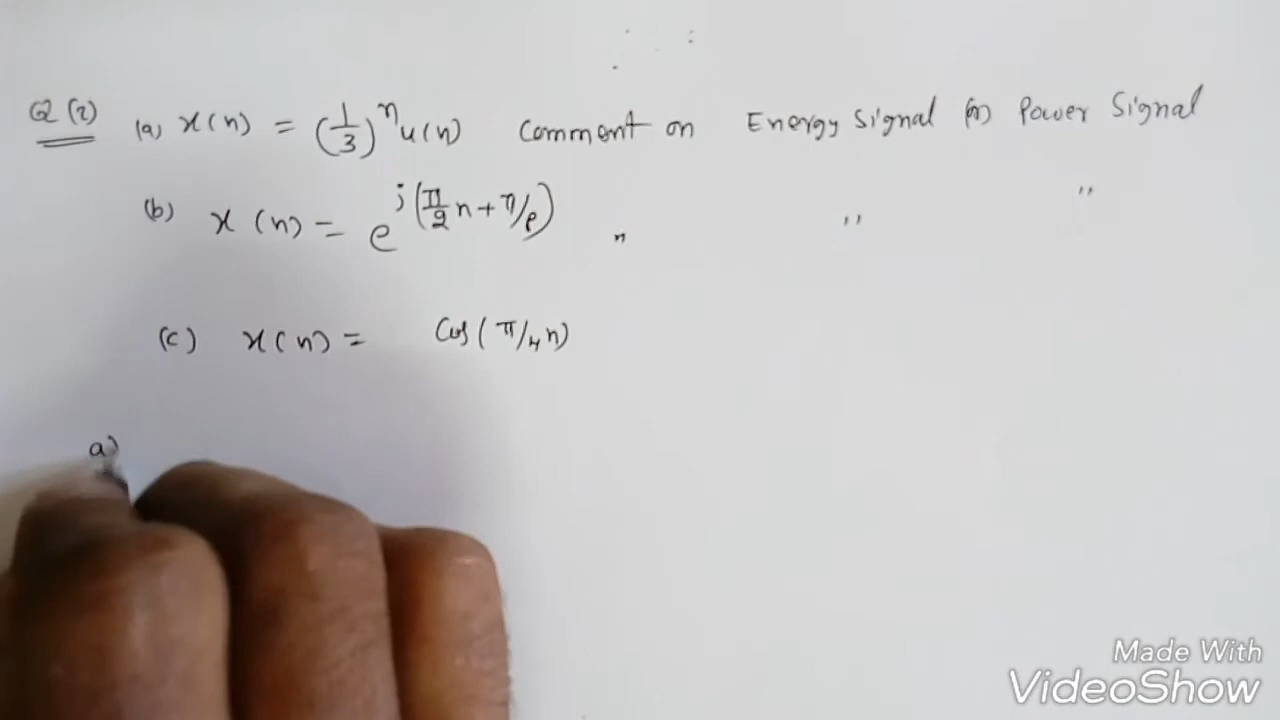 Q (2) (a) x(n) = (1/3)^n u(n) Comment on Energy Signal (or) Power Signal
(b) x(n) = e^j(π/2 n + π/8) " " "
(c) x(n) = Cos(π/4 n)
a)
Made With
VideoShow